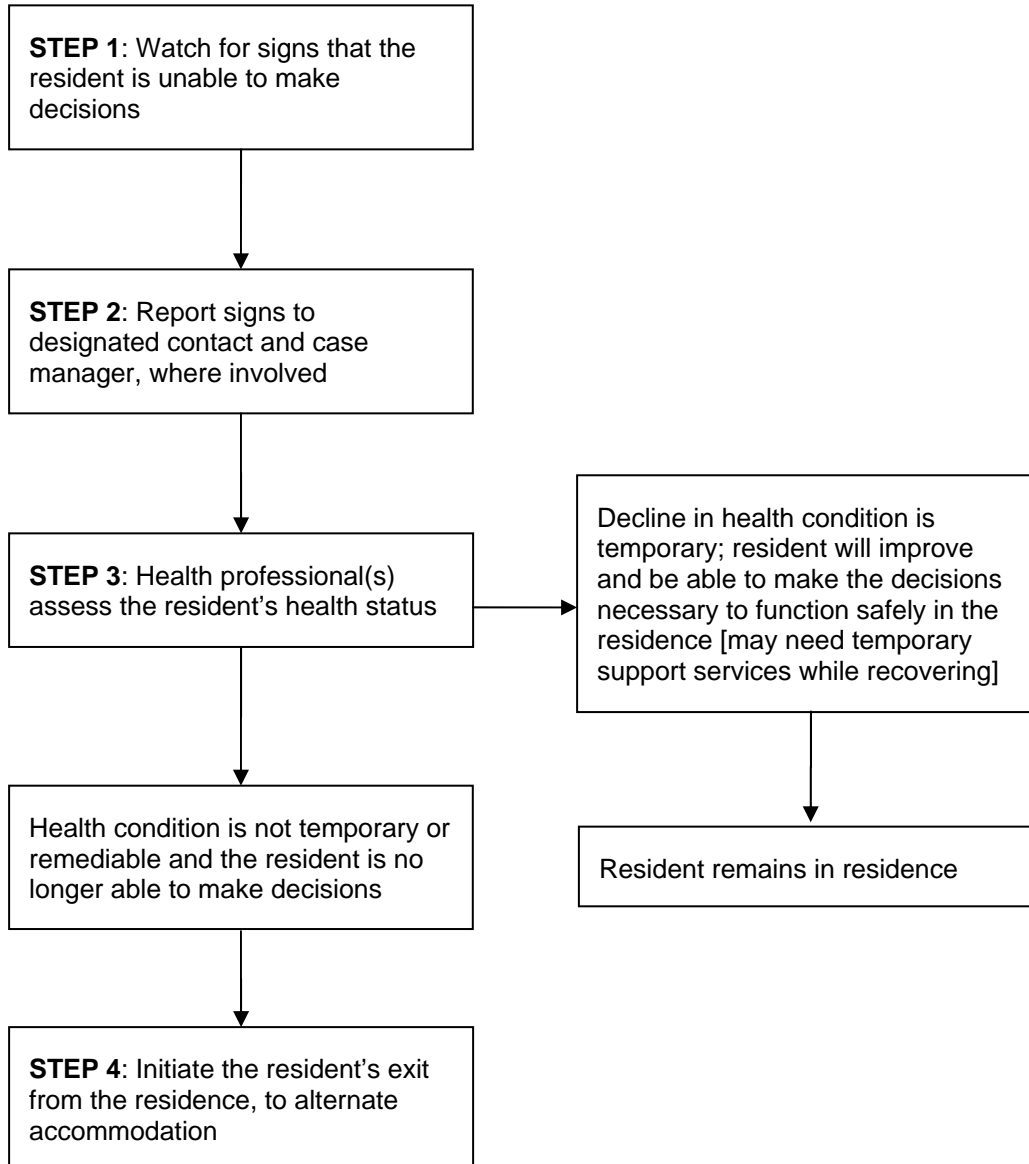 STEP 1: Watch for signs that the
resident is unable to make
decisions
STEP 2: Report signs to
designated contact and case
manager, where involved
STEP 3: Health professional(s)
assess the resident’s health status
Decline in health condition is
temporary; resident will improve
and be able to make the decisions
necessary to function safely in the
residence [may need temporary
support services while recovering]
Health condition is not temporary or
remediable and the resident is no
longer able to make decisions
Resident remains in residence
STEP 4: Initiate the resident’s exit
from the residence, to alternate
accommodation